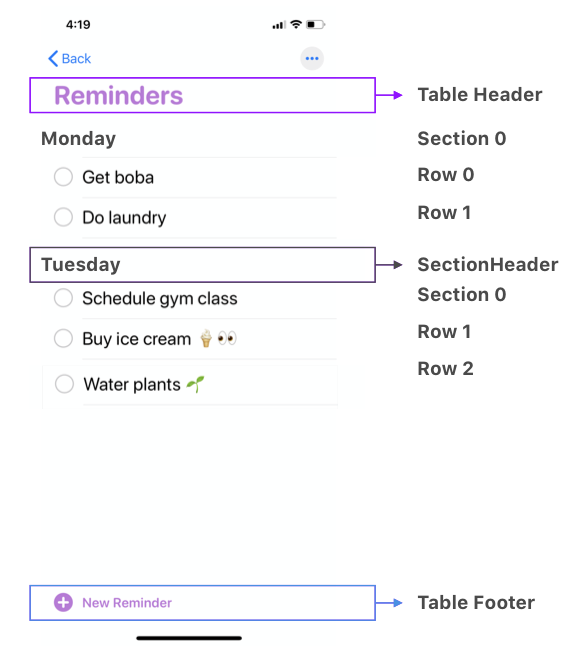 4:19
Back
Reminders Table Header
Monday Section 0
Get boba Row 0
Do laundry Row 1
Tuesday SectionHeader
Schedule gym class Section 0
Buy ice cream 🍦👀 Row 1
Water plants 🌱 Row 2
New Reminder Table Footer